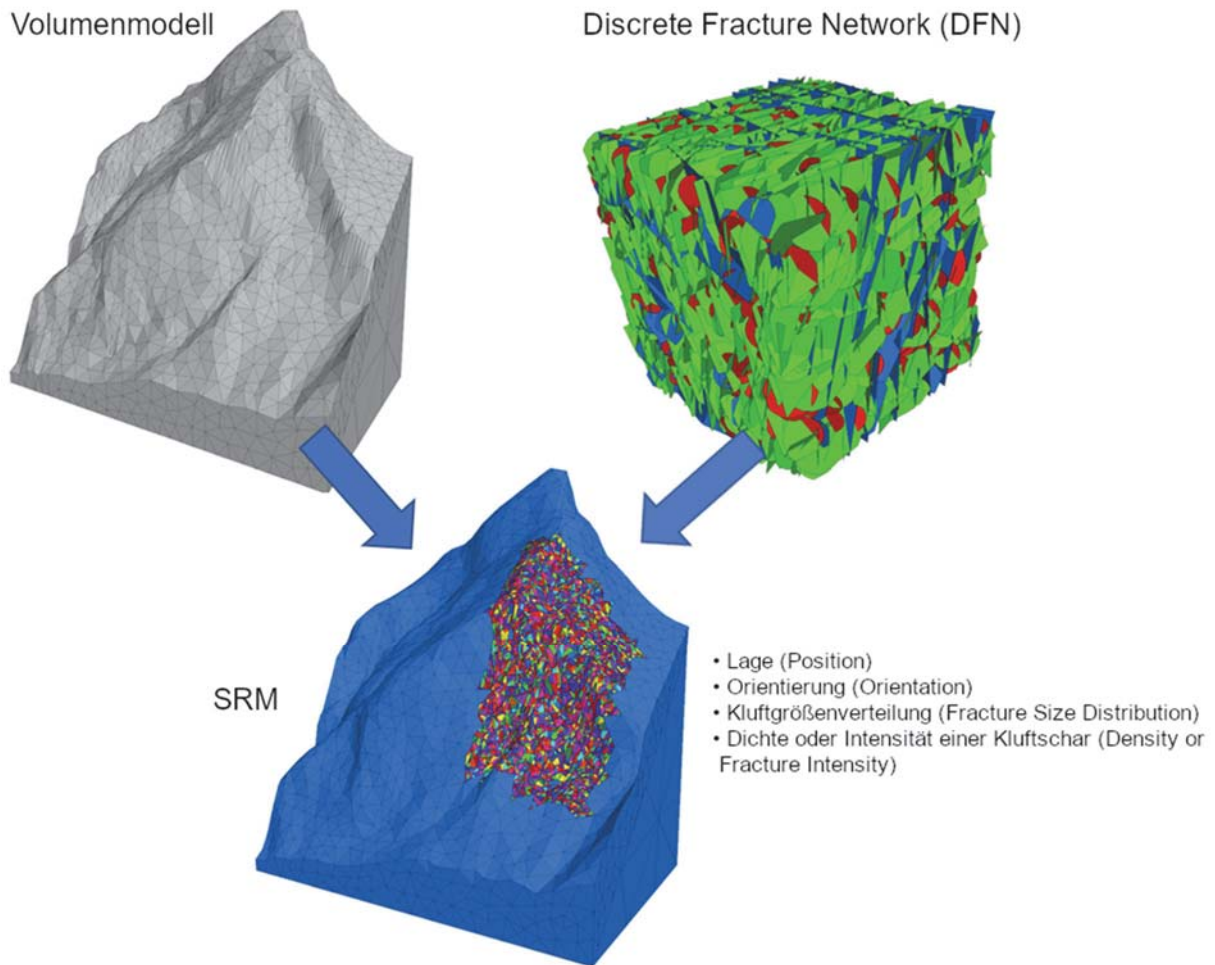 Volumenmodell
Discrete Fracture Network (DFN)
SRM
• Lage (Position)
• Orientierung (Orientation)
• Kluftgrößenverteilung (Fracture Size Distribution)
• Dichte oder Intensität einer Kluftschar (Density or
Fracture Intensity)